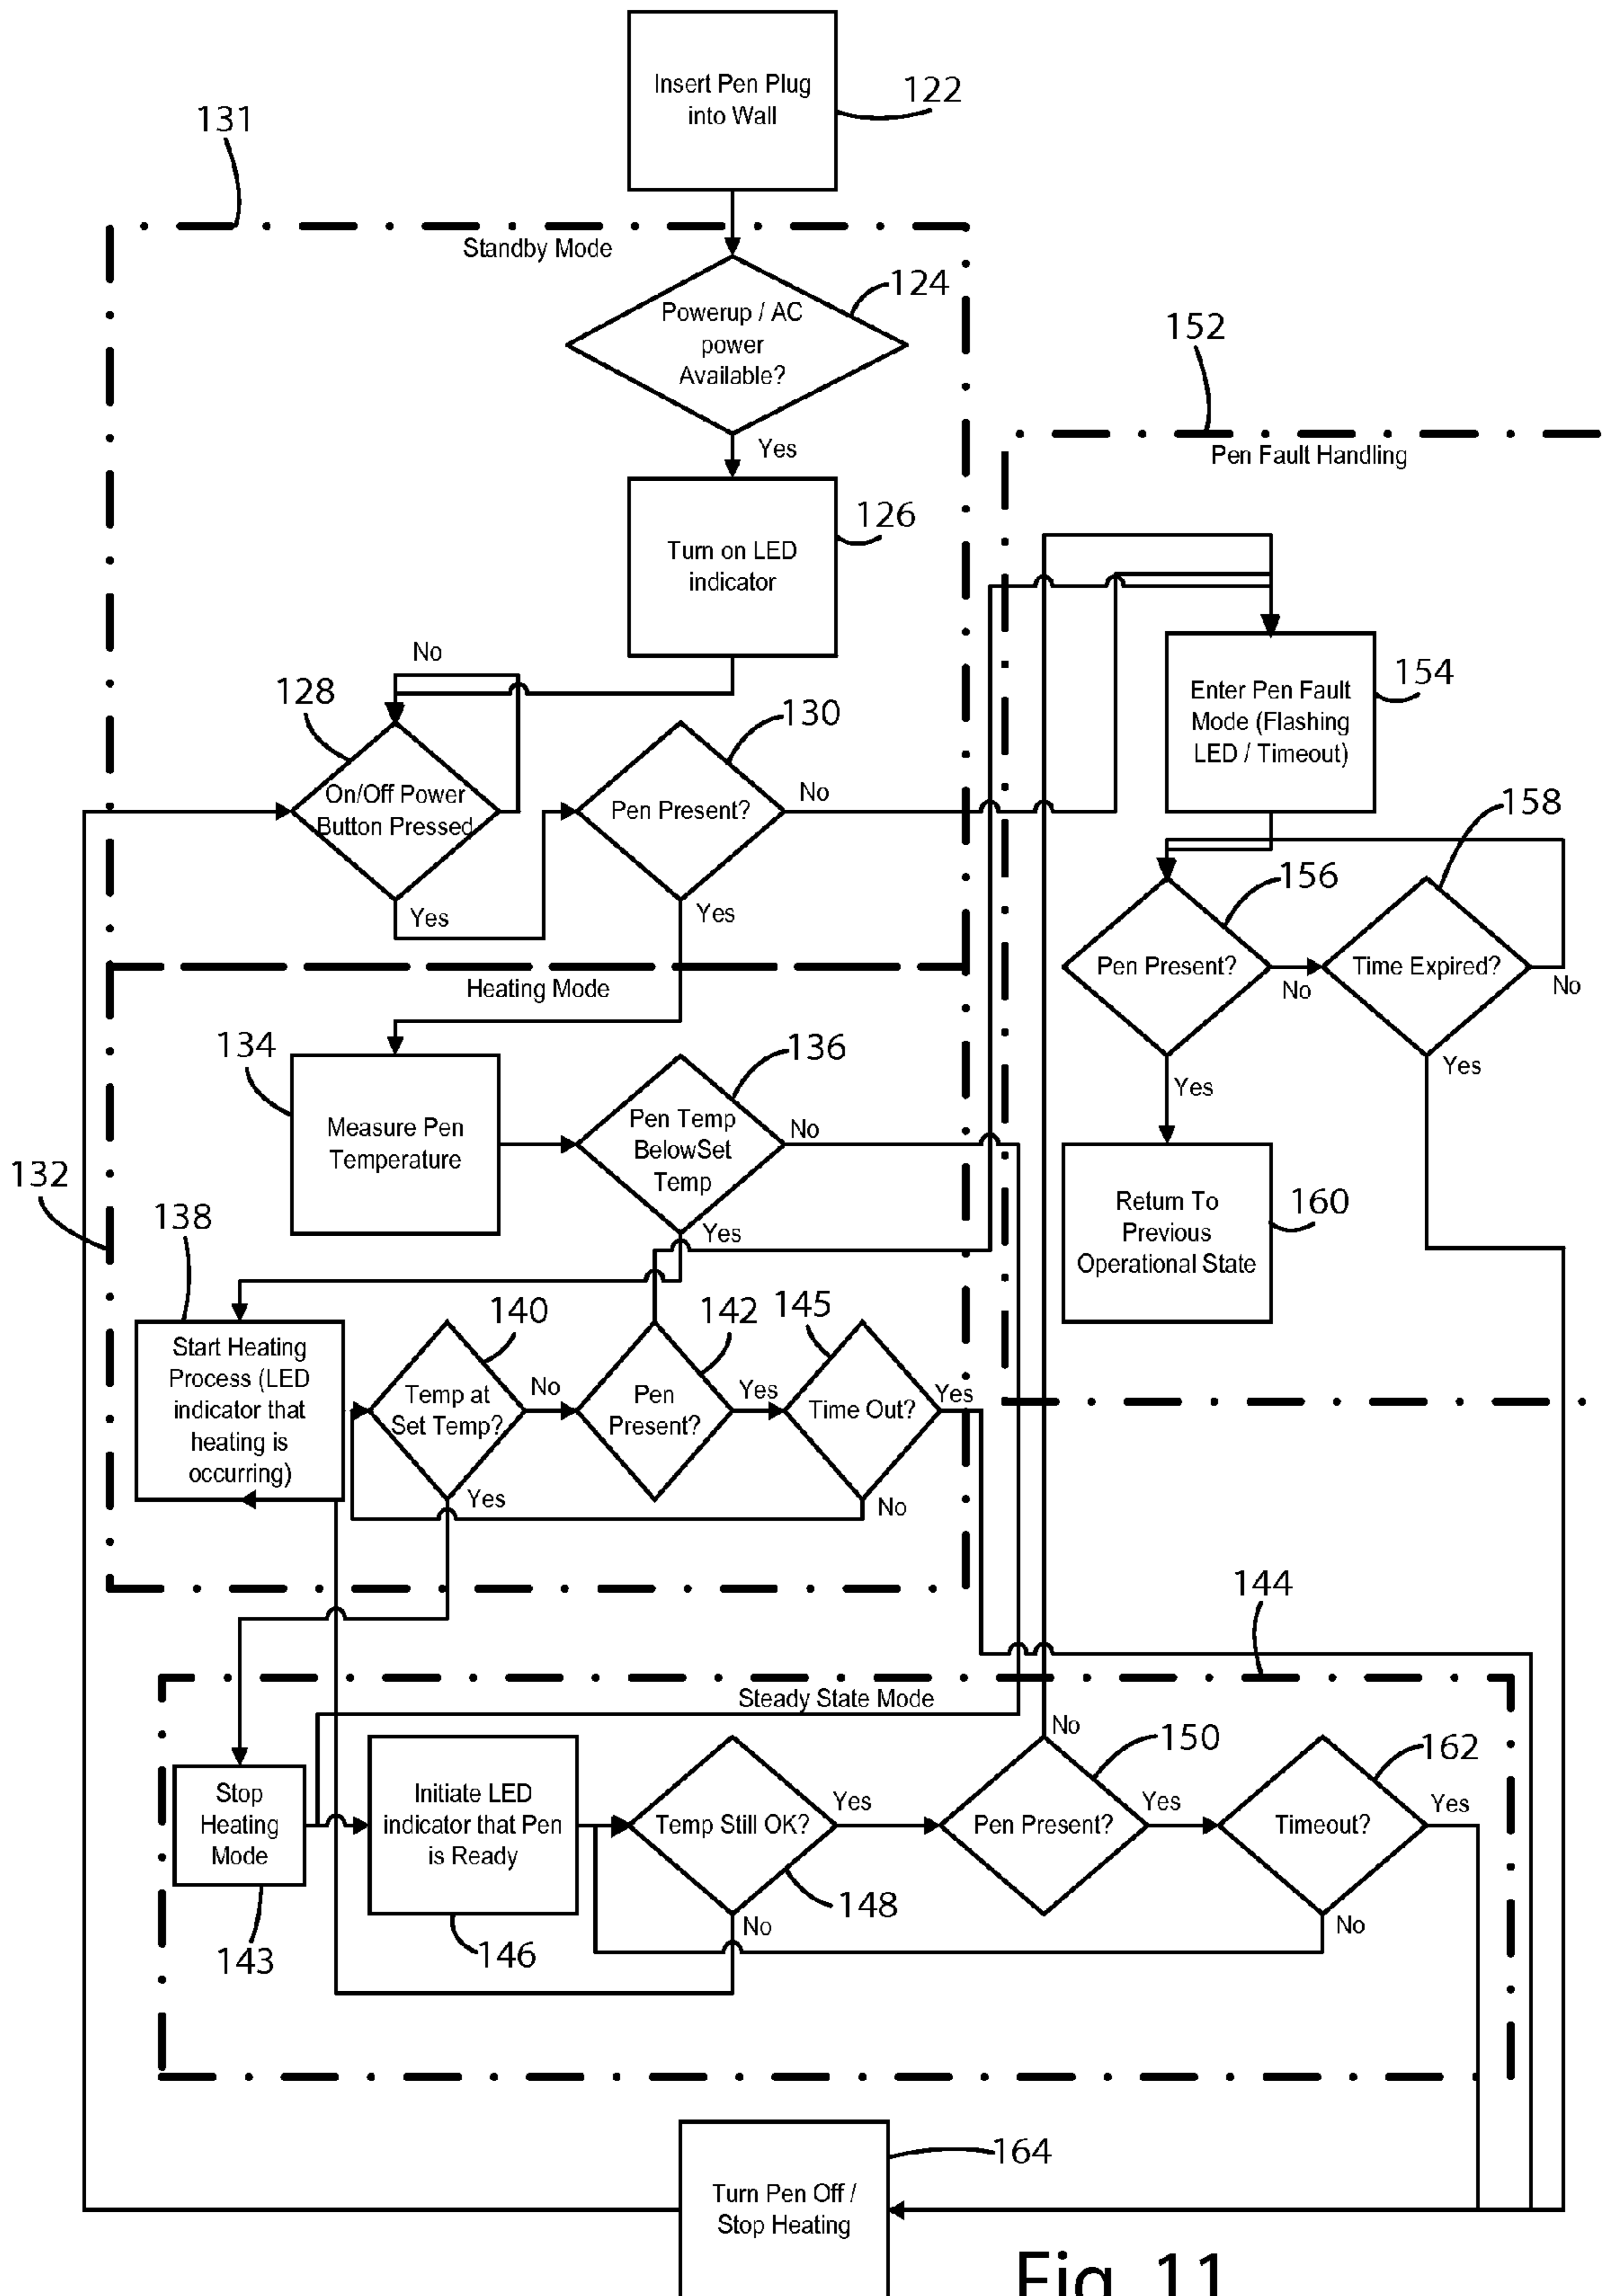 Insert Pen Plug
into Wall
122
131
Standby Mode
Powerup / AC
power
Available?
124
Yes
152
Pen Fault Handling
Turn on LED
indicator
126
No
128
On/Off Power
Button Pressed
Yes
130
Pen Present?
No
Yes
Enter Pen Fault
Mode (Flashing
LED / Timeout)
154
158
156
Pen Present?
No
Time Expired?
No
Yes
Yes
Return To
Previous
Operational State
160
Heating Mode
134
Measure Pen
Temperature
136
Pen Temp
BelowSet
Temp
No
Yes
132
138
Start Heating
Process (LED
indicator that
heating is
occurring)
140
Temp at
Set Temp?
No
Yes
142
Pen
Present?
Yes
145
Time Out?
Yes
No
144
Steady State Mode
Stop
Heating
Mode
143
Initiate LED
indicator that Pen
is Ready
146
Temp Still OK?
Yes
148
No
No
150
Pen Present?
Yes
162
Timeout?
Yes
No
164
Turn Pen Off /
Stop Heating
Fig. 11